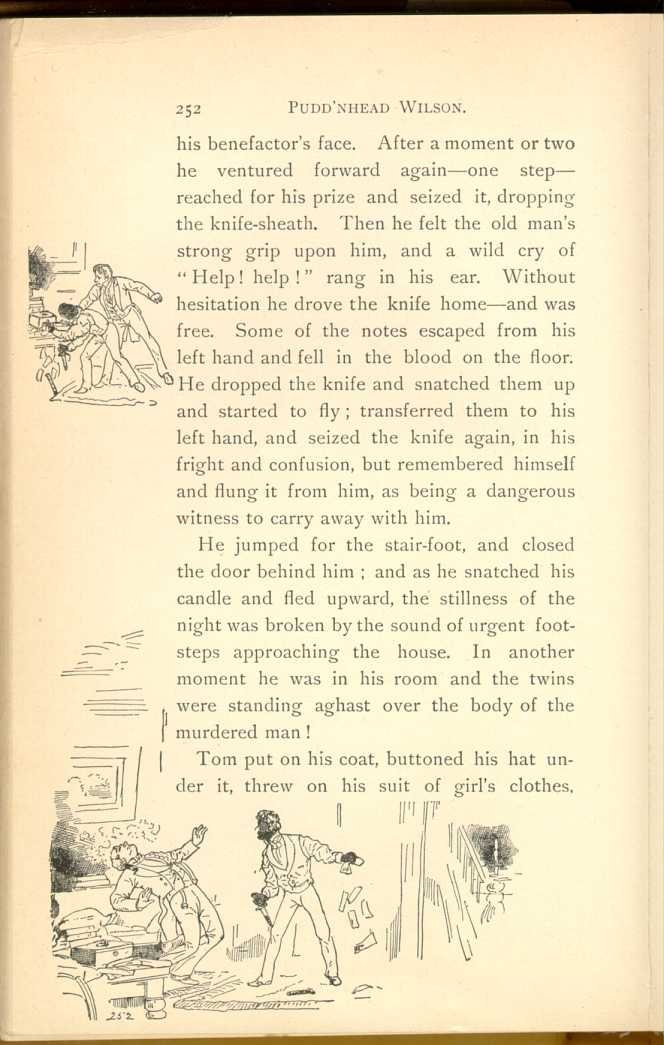 252 PUDD'NHEAD WILSON.
his benefactor's face. After a moment or two
he ventured forward again—one step—
reached for his prize and seized it, dropping
the knife-sheath. Then he felt the old man's
strong grip upon him, and a wild cry of
"Help! help!" rang in his ear. Without
hesitation he drove the knife home—and was
free. Some of the notes escaped from his
left hand and fell in the blood on the floor.
He dropped the knife and snatched them up
and started to fly; transferred them to his
left hand, and seized the knife again, in his
fright and confusion, but remembered himself
and flung it from him, as being a dangerous
witness to carry away with him.
He jumped for the stair-foot, and closed
the door behind him; and as he snatched his
candle and fled upward, the stillness of the
night was broken by the sound of urgent foot-
steps approaching the house. In another
moment he was in his room and the twins
were standing aghast over the body of the
murdered man!
Tom put on his coat, buttoned his hat un-
der it, threw on his suit of girl's clothes,
252